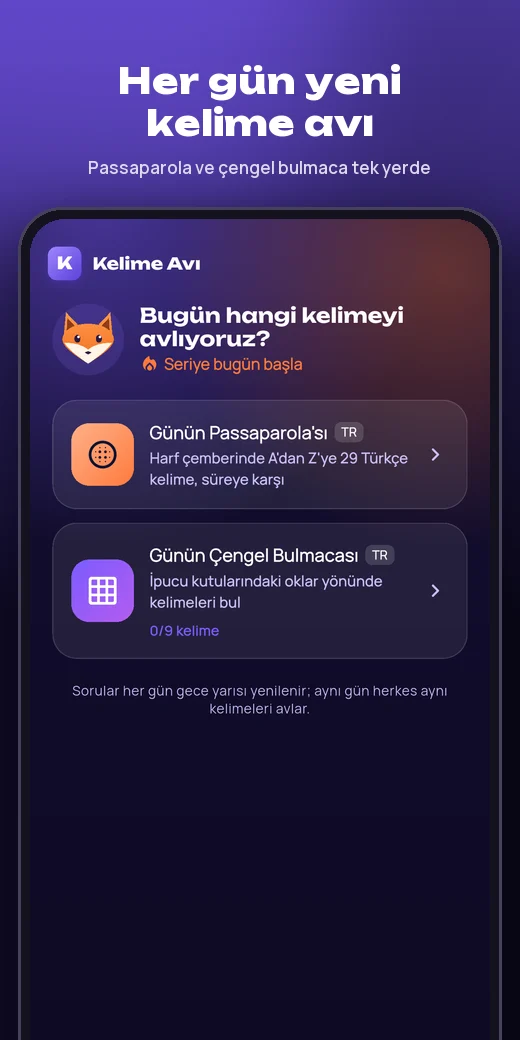 Her gün yeni
kelime avı
Passaparola ve çengel bulmaca tek yerde
K Kelime Avı
Bugün hangi kelimeyi
avlıyoruz?
Seriye bugün başla
Günün Passaparola'sı TR
Harf çemberinde A'dan Z'ye 29 Türkçe
kelime, süreye karşı
Günün Çengel Bulmacası TR
İpucu kutularındaki oklar yönünde
kelimeleri bul
0/9 kelime
Sorular her gün gece yarısı yenilenir; aynı gün herkes aynı
kelimeleri avlar.